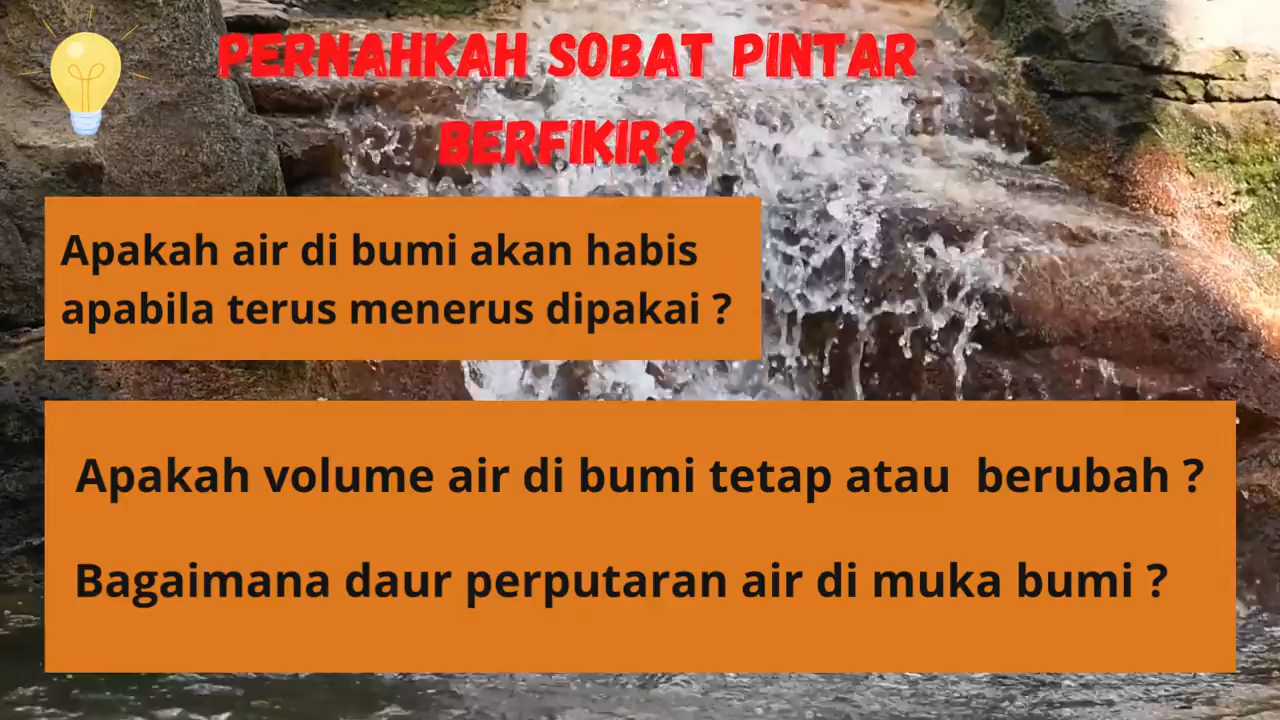 PERNAHKAH SOBAT PINTAR
BERFIKIR?
Apakah air di bumi akan habis
apabila terus menerus dipakai ?
Apakah volume air di bumi tetap atau berubah ?
Bagaimana daur perputaran air di muka bumi ?